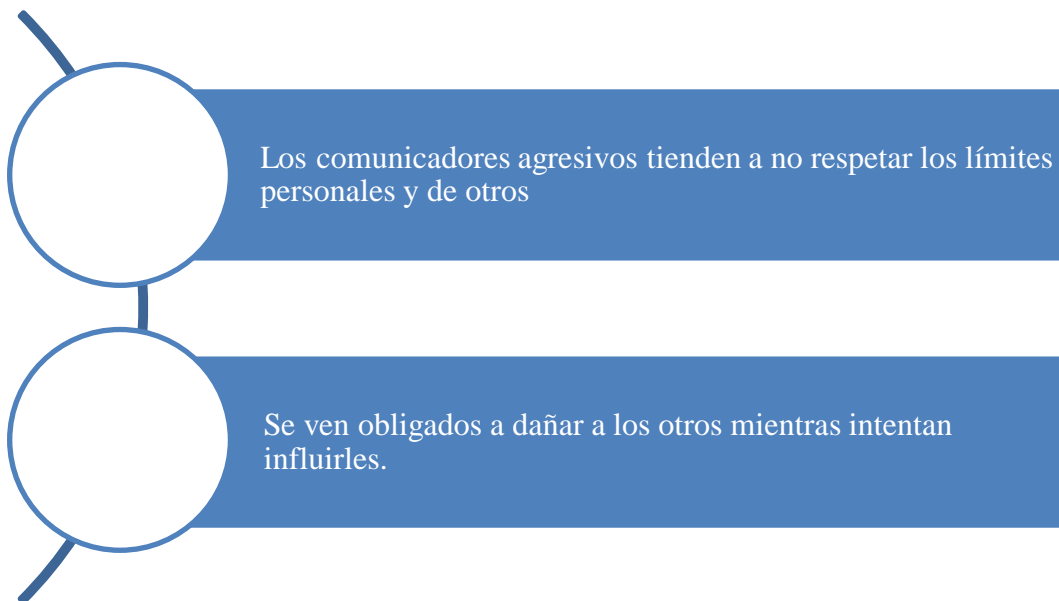 Los comunicadores agresivos tienden a no respetar los límites
personales y de otros
Se ven obligados a dañar a los otros mientras intentan
influirles.